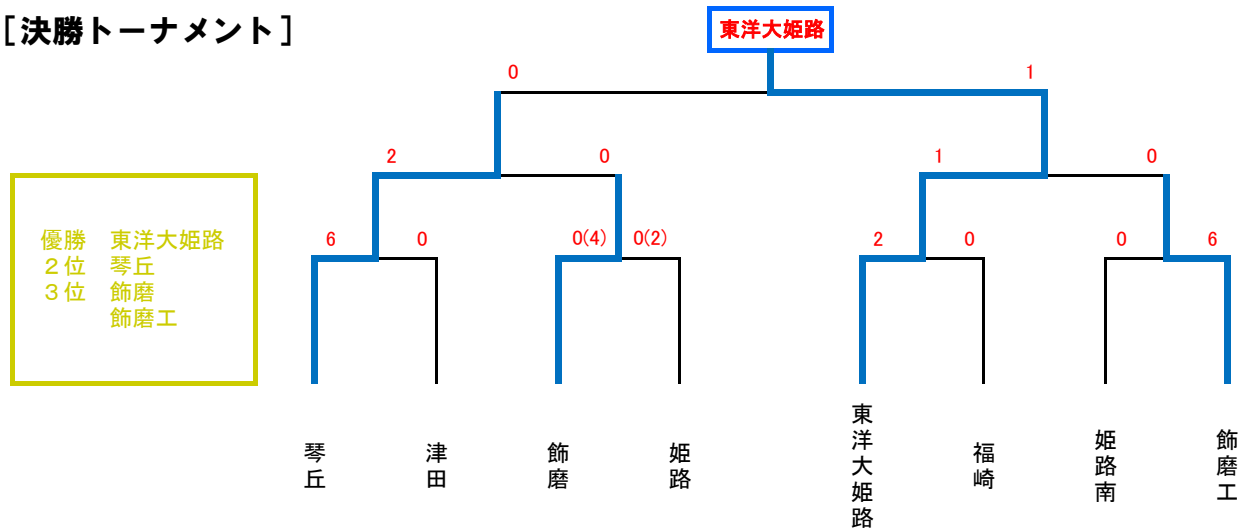 [決勝トーナメント]
東洋大姫路
0 1
2 0 1 0
6 0 0(4) 0(2) 2 0 0 6
優勝 東洋大姫路
２位 琴丘
３位 飾磨
飾磨工
琴丘
津田
飾磨
姫路
東洋大姫路
福崎
姫路南
飾磨工